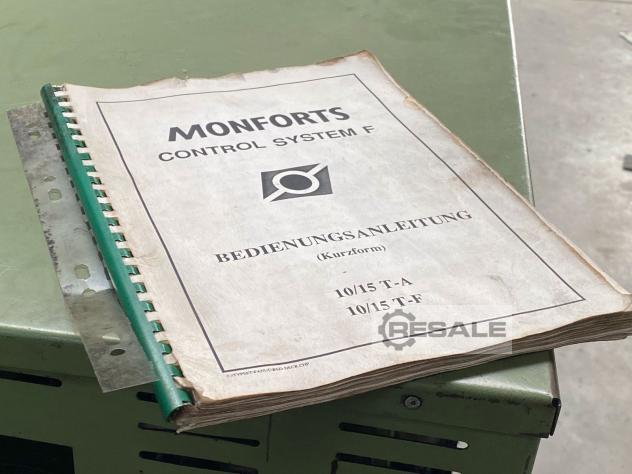 MONFORTS
CONTROL SYSTEM F
BEDIENUNGSANLEITUNG
(Kurzform)
10/15 T-A
10/15 T-F
RESALE